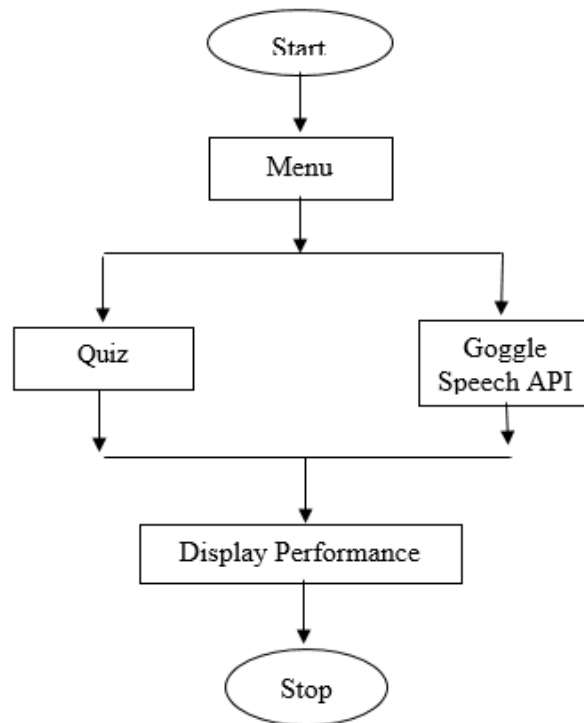 Start
Menu
Quiz
Goggle
Speech API
Display Performance
Stop